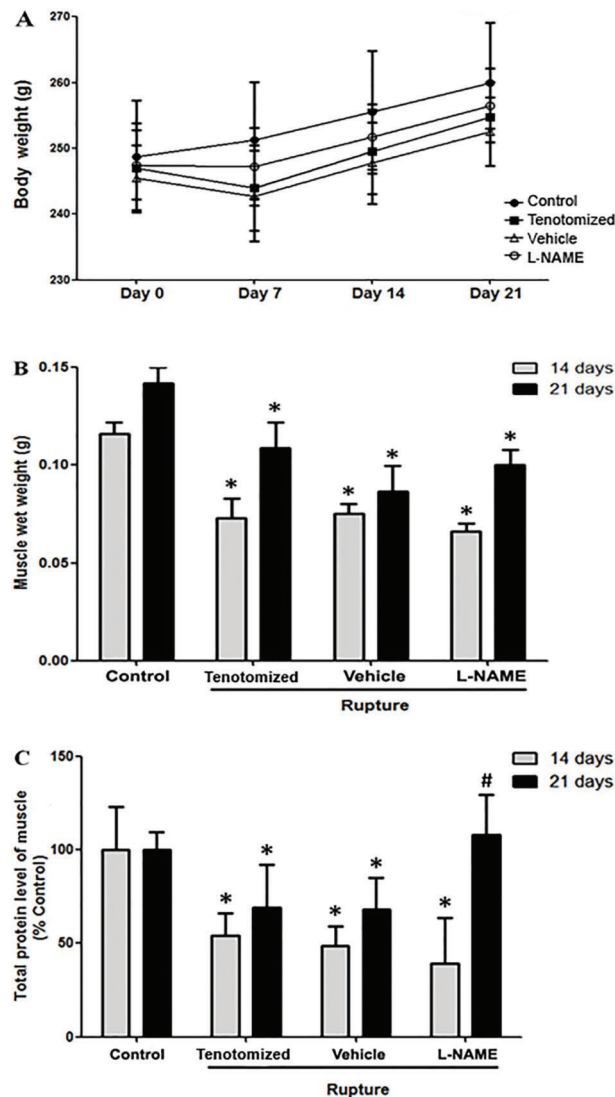 A
Body weight (g)
270
260
250
240
230
Day 0 Day 7 Day 14 Day 21
Control
Tenotomized
Vehicle
L-NAME
B
Muscle wet weight (g)
0.15
0.10
0.05
0.00
14 days
21 days
* * * * * *
Control Tenotomized Vehicle L-NAME
Rupture
C
Total protein level of muscle
(% Control)
150
100
50
0
14 days
21 days
* * * * * #
Control Tenotomized Vehicle L-NAME
Rupture